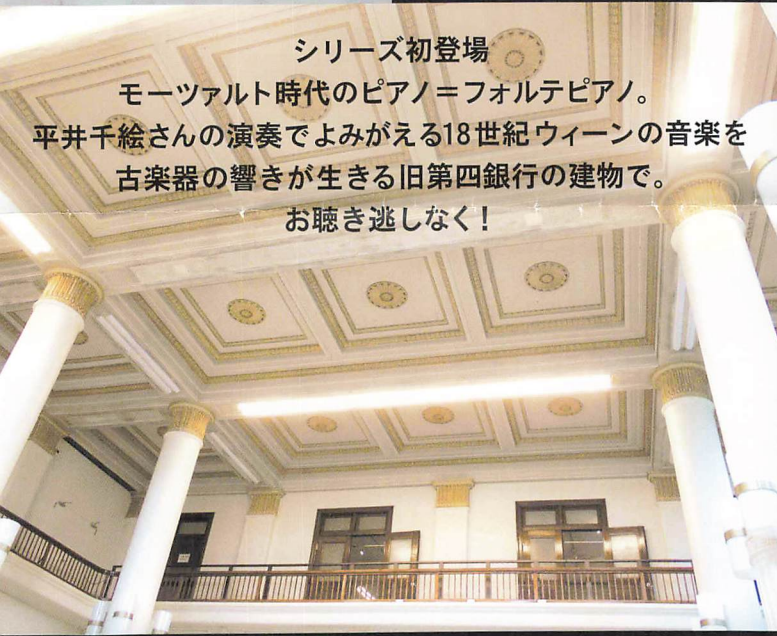 シリーズ初登場
モーツァルト時代のピアノ＝フォルテピアノ。
平井千絵さんの演奏でよみがえる18世紀ウィーンの音楽を
古楽器の響きが生きる旧第四銀行の建物で。
お聴き逃しなく！